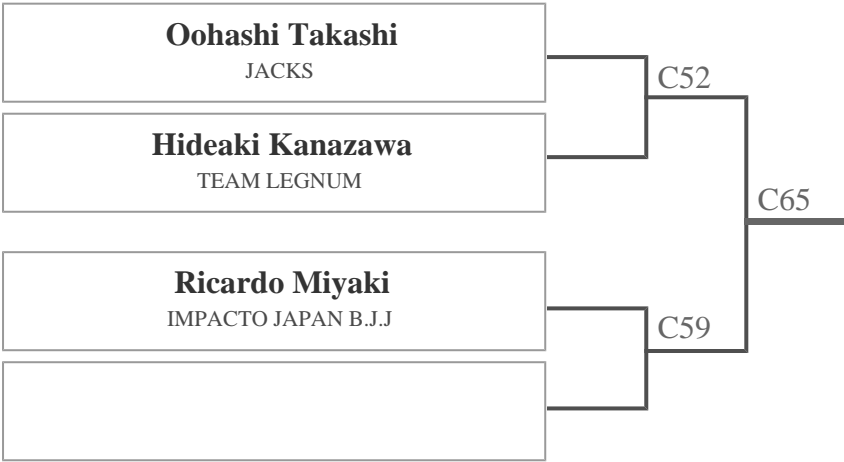 Oohashi Takashi
JACKS
C52
Hideaki Kanazawa
TEAM LEGNUM
C65
Ricardo Miyaki
IMPACTO JAPAN B.J.J
C59